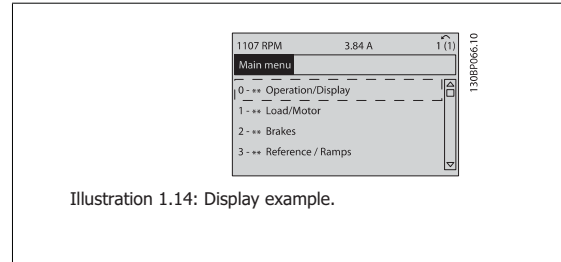 1107 RPM 3.84 A 1 (1)
Main menu
0 - ** Operation/Display
1 - ** Load/Motor
2 - ** Brakes
3 - ** Reference / Ramps
130BP066.10
Illustration 1.14: Display example.